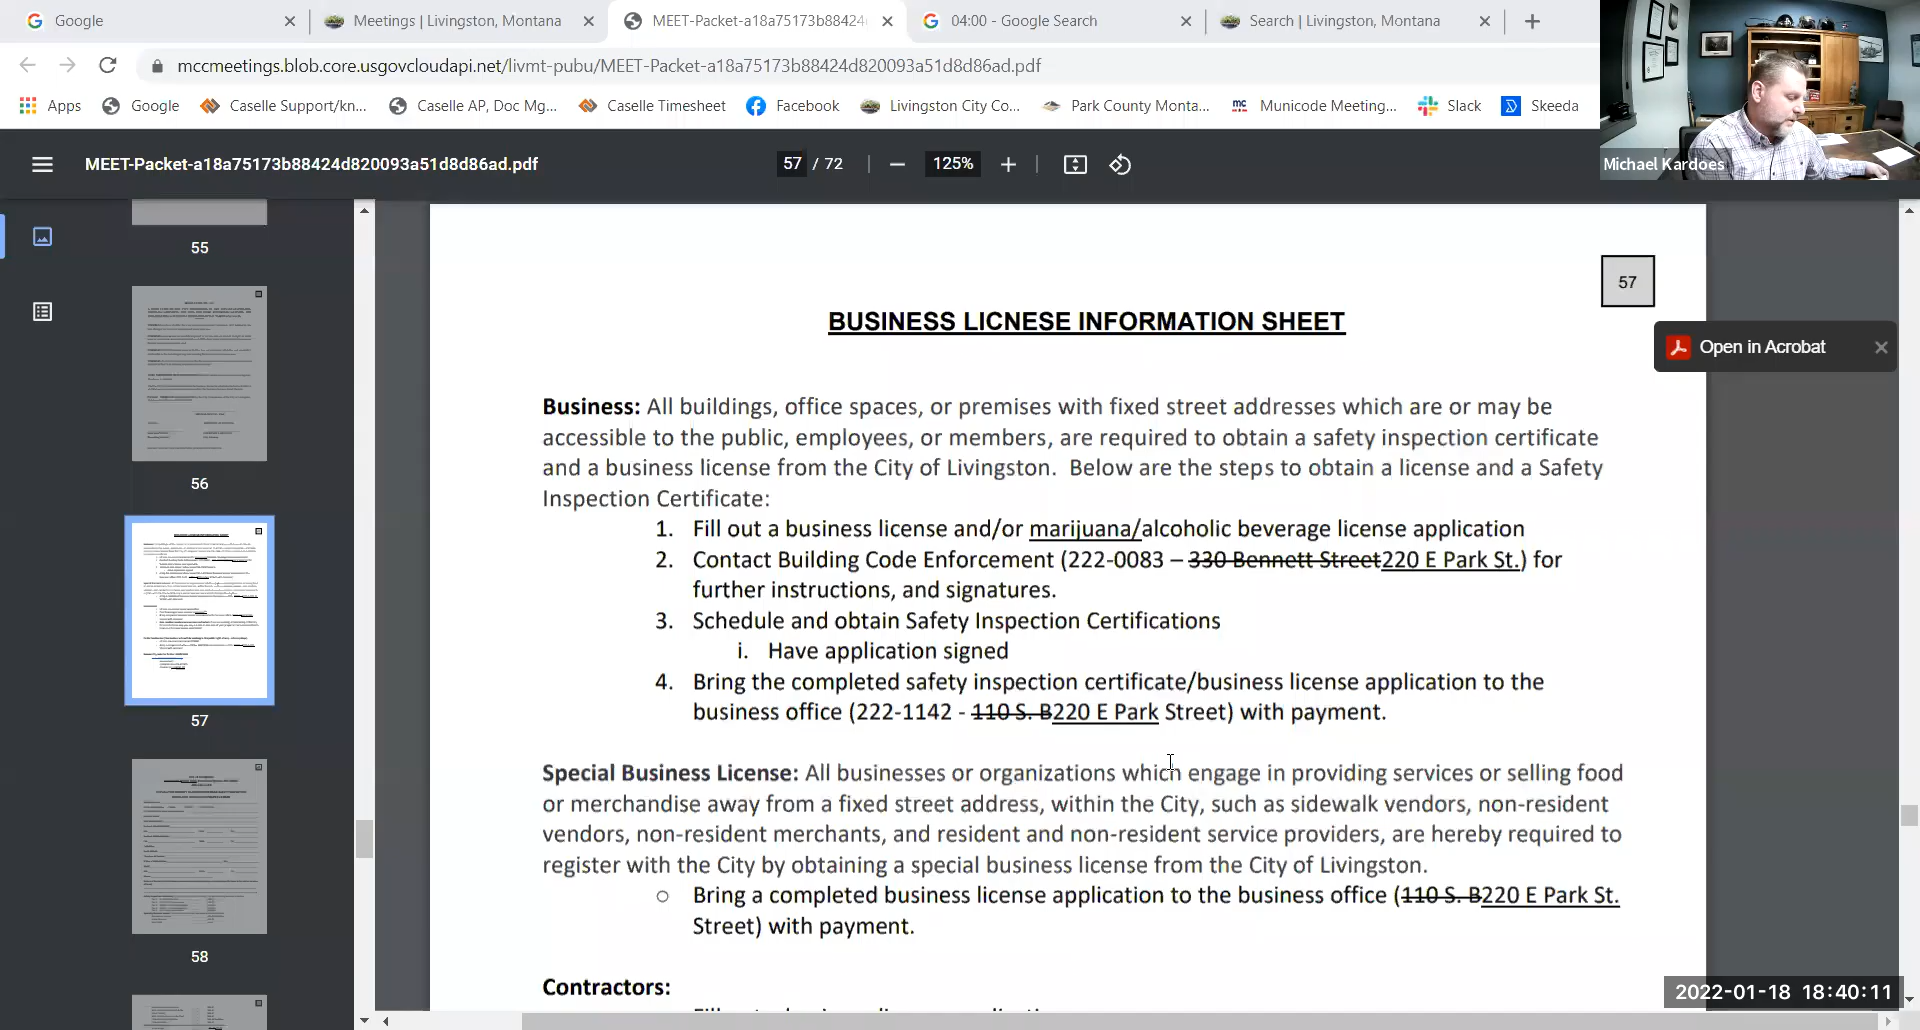 Google
Meetings | Livingston, Montana
MEET-Packet-a18a75173b88424
04:00 - Google Search
Search | Livingston, Montana
mccmeetings.blob.core.usgovcloudapi.net/livmt-pubu/MEET-Packet-a18a75173b88424d820093a51d8d86ad.pdf
Apps Google Caselle Support/kn... Caselle AP, Doc Mg... Caselle Timesheet Facebook Livingston City Co... Park County Monta... Municode Meeting... Slack Skeeda
Michael Kardoes
MEET-Packet-a18a75173b88424d820093a51d8d86ad.pdf 57 / 72 125%
55
56
57
58
57
Open in Acrobat
BUSINESS LICNESE INFORMATION SHEET
Business: All buildings, office spaces, or premises with fixed street addresses which are or may be
accessible to the public, employees, or members, are required to obtain a safety inspection certificate
and a business license from the City of Livingston. Below are the steps to obtain a license and a Safety
Inspection Certificate:
1. Fill out a business license and/or marijuana/alcoholic beverage license application
2. Contact Building Code Enforcement (222-0083 – 330 Bennett Street220 E Park St.) for
further instructions, and signatures.
3. Schedule and obtain Safety Inspection Certifications
i. Have application signed
4. Bring the completed safety inspection certificate/business license application to the
business office (222-1142 - 110 S. B220 E Park Street) with payment.
Special Business License: All businesses or organizations which engage in providing services or selling food
or merchandise away from a fixed street address, within the City, such as sidewalk vendors, non-resident
vendors, non-resident merchants, and resident and non-resident service providers, are hereby required to
register with the City by obtaining a special business license from the City of Livingston.
○ Bring a completed business license application to the business office (110 S. B220 E Park St.
Street) with payment.
Contractors:
2022-01-18 18:40:11